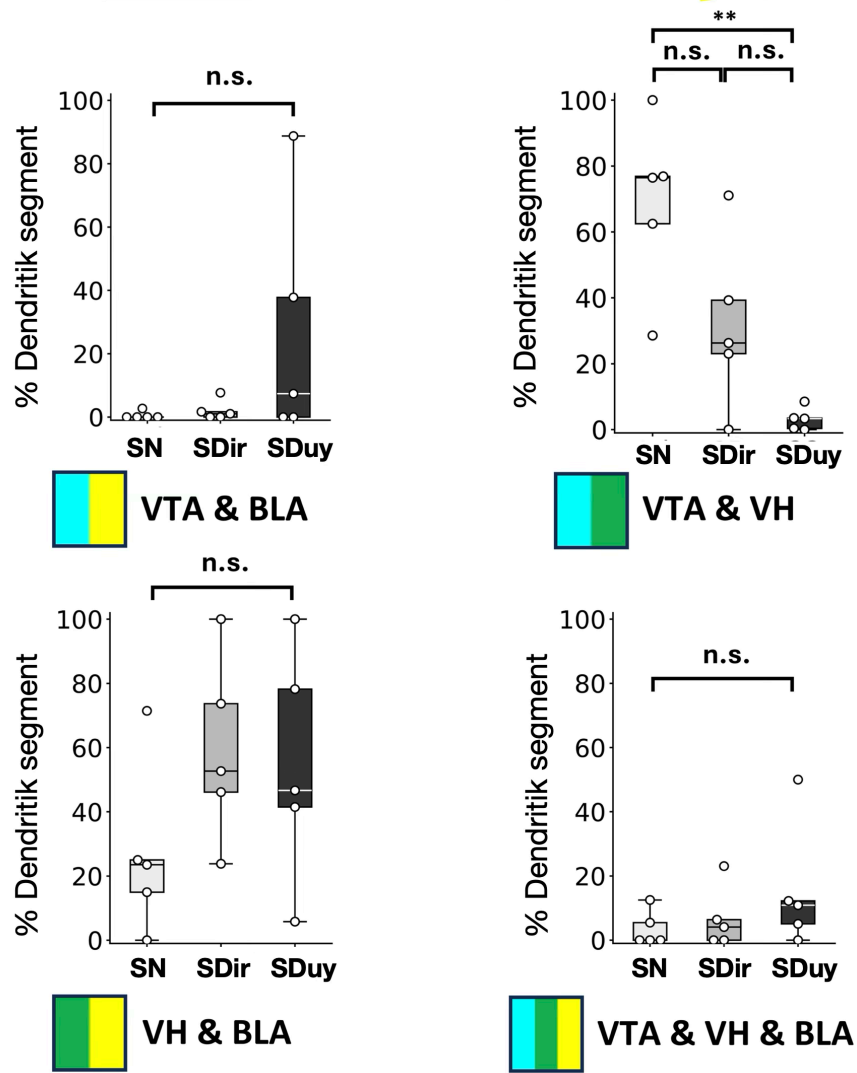 n.s.
% Dendritik segment
100
80
60
40
20
0
SN SDir SDuy
VTA & BLA
**
n.s. n.s.
% Dendritik segment
100
80
60
40
20
0
SN SDir SDuy
VTA & VH
n.s.
% Dendritik segment
100
80
60
40
20
0
SN SDir SDuy
VH & BLA
n.s.
% Dendritik segment
100
80
60
40
20
0
SN SDir SDuy
VTA & VH & BLA